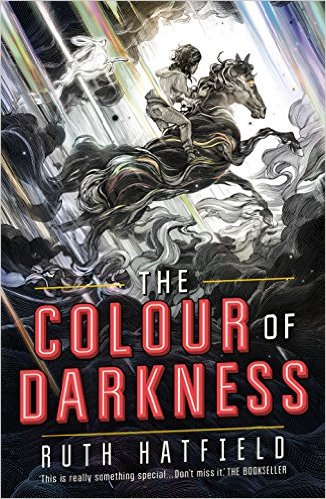 THE
COLOUR OF
DARKNESS
RUTH HATFIELD
'This is really something special...Don't miss it.' THE BOOKSELLER